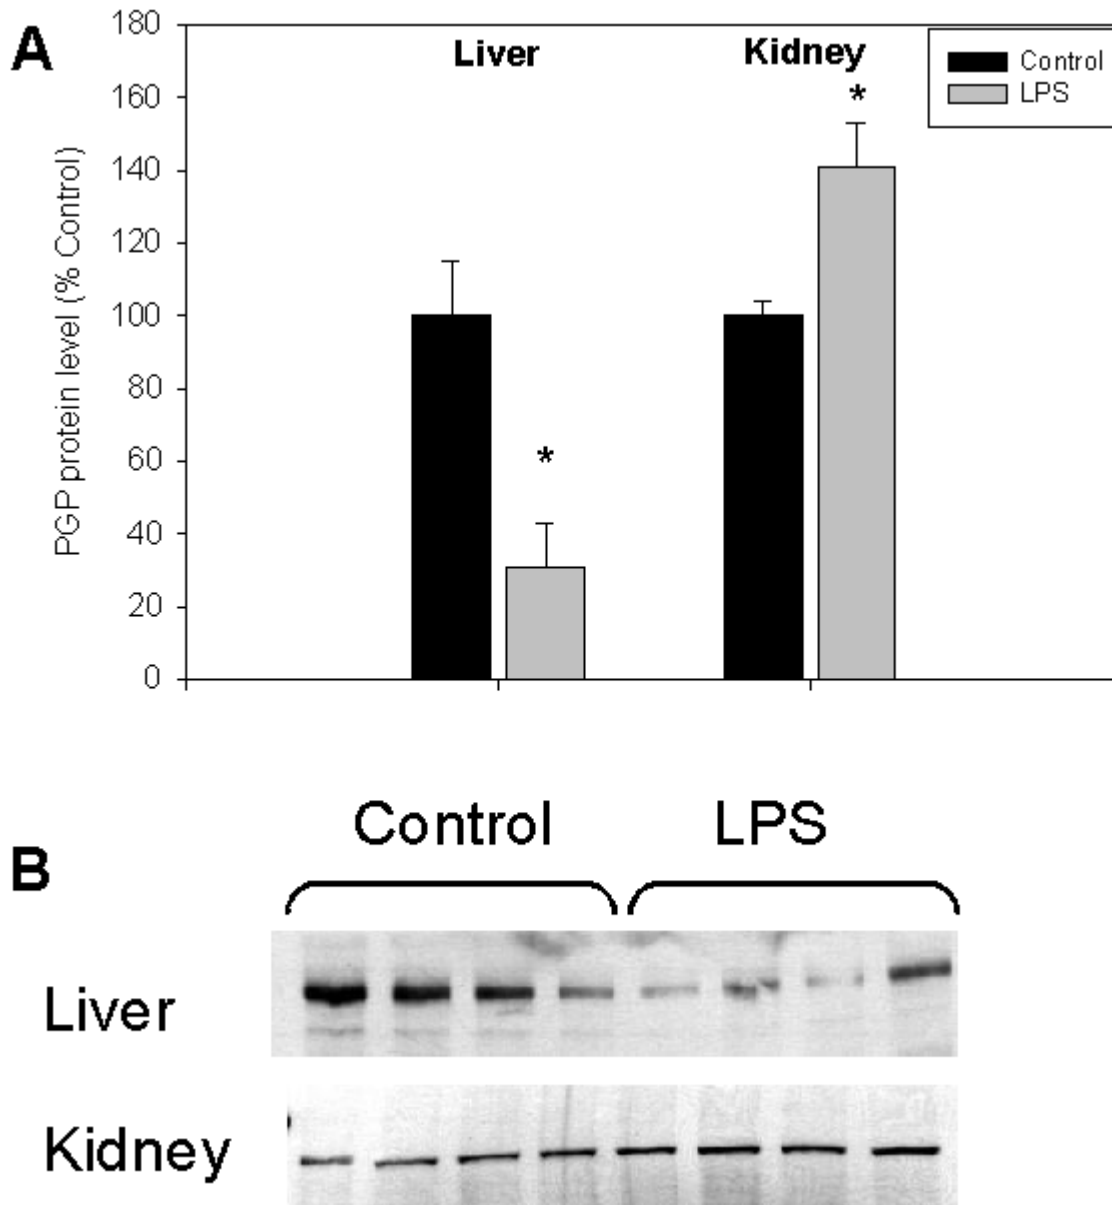 A
Liver
Kidney
Control
LPS
*
*
PGP protein level (% Control)
180
160
140
120
100
80
60
40
20
0
B
Control
LPS
Liver
Kidney